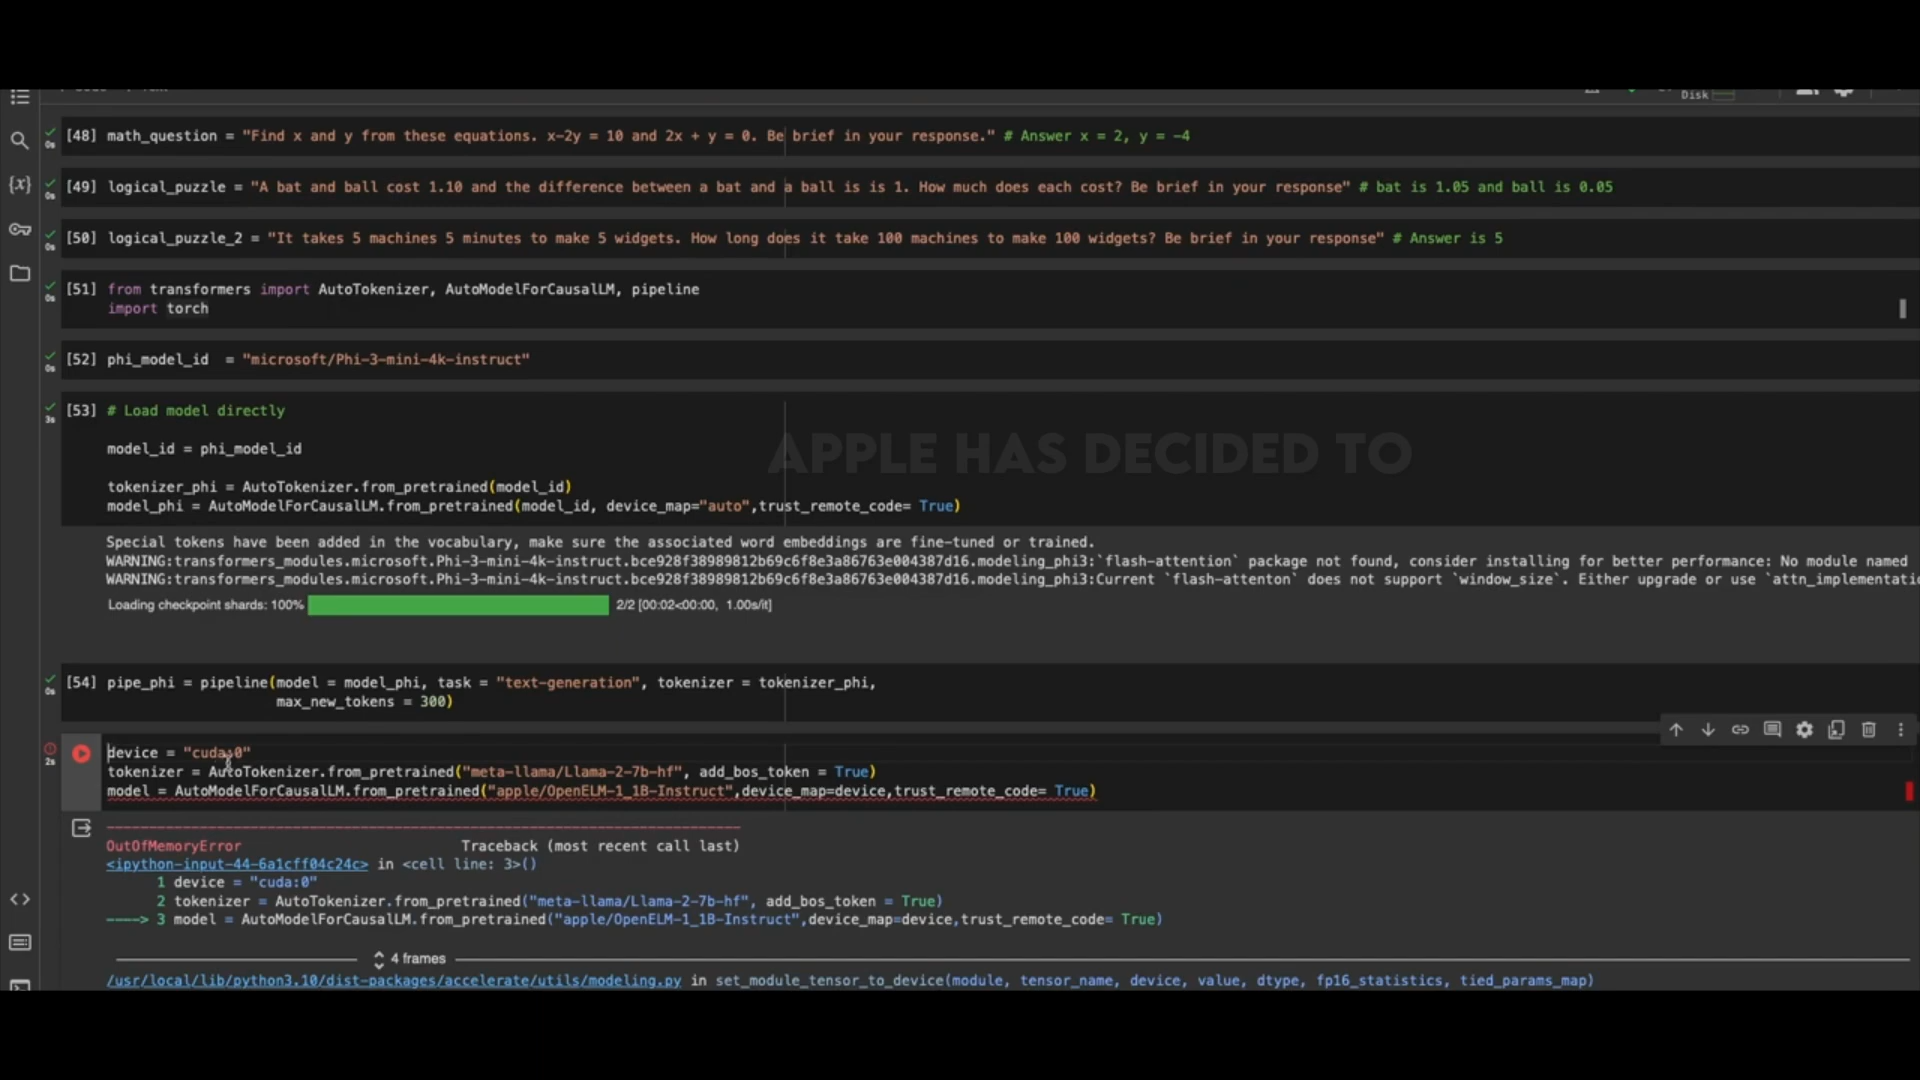 Disk
[48] math_question = "Find x and y from these equations. x-2y = 10 and 2x + y = 0. Be brief in your response." # Answer x = 2, y = -4
0s
[49] logical_puzzle = "A bat and ball cost 1.10 and the difference between a bat and a ball is is 1. How much does each cost? Be brief in your response" # bat is 1.05 and ball is 0.05
0s
{x}
[50] logical_puzzle_2 = "It takes 5 machines 5 minutes to make 5 widgets. How long does it take 100 machines to make 100 widgets? Be brief in your response" # Answer is 5
0s
[51] from transformers import AutoTokenizer, AutoModelForCausalLM, pipeline
0s
import torch
[52] phi_model_id  = "microsoft/Phi-3-mini-4k-instruct"
0s
[53] # Load model directly
3s
model_id = phi_model_id
APPLE HAS DECIDED TO
tokenizer_phi = AutoTokenizer.from_pretrained(model_id)
model_phi = AutoModelForCausalLM.from_pretrained(model_id, device_map="auto",trust_remote_code= True)
Special tokens have been added in the vocabulary, make sure the associated word embeddings are fine-tuned or trained.
WARNING:transformers_modules.microsoft.Phi-3-mini-4k-instruct.bce928f38989812b69c6f8e3a86763e004387d16.modeling_phi3:`flash-attention` package not found, consider installing for better performance: No module named
WARNING:transformers_modules.microsoft.Phi-3-mini-4k-instruct.bce928f38989812b69c6f8e3a86763e004387d16.modeling_phi3:Current `flash-attenton` does not support `window_size`. Either upgrade or use `attn_implementatio
Loading checkpoint shards: 100% 2/2 [00:02<00:00, 1.00s/it]
[54] pipe_phi = pipeline(model = model_phi, task = "text-generation", tokenizer = tokenizer_phi,
0s
max_new_tokens = 300)
device = "cuda:0"
2s
tokenizer = AutoTokenizer.from_pretrained("meta-llama/Llama-2-7b-hf", add_bos_token = True)
model = AutoModelForCausalLM.from_pretrained("apple/OpenELM-1_1B-Instruct",device_map=device,trust_remote_code= True)
OutOfMemoryError Traceback (most recent call last)
<ipython-input-44-6a1cff04c24c> in <cell line: 3>()
1 device = "cuda:0"
2 tokenizer = AutoTokenizer.from_pretrained("meta-llama/Llama-2-7b-hf", add_bos_token = True)
----> 3 model = AutoModelForCausalLM.from_pretrained("apple/OpenELM-1_1B-Instruct",device_map=device,trust_remote_code= True)
4 frames
/usr/local/lib/python3.10/dist-packages/accelerate/utils/modeling.py in set_module_tensor_to_device(module, tensor_name, device, value, dtype, fp16_statistics, tied_params_map)